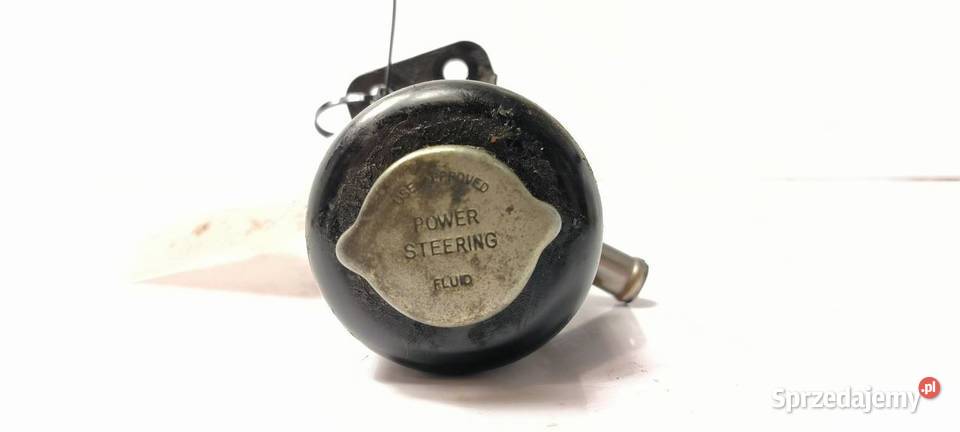 USE APPROVED
POWER
STEERING
FLUID
Sprzedajemy.pl